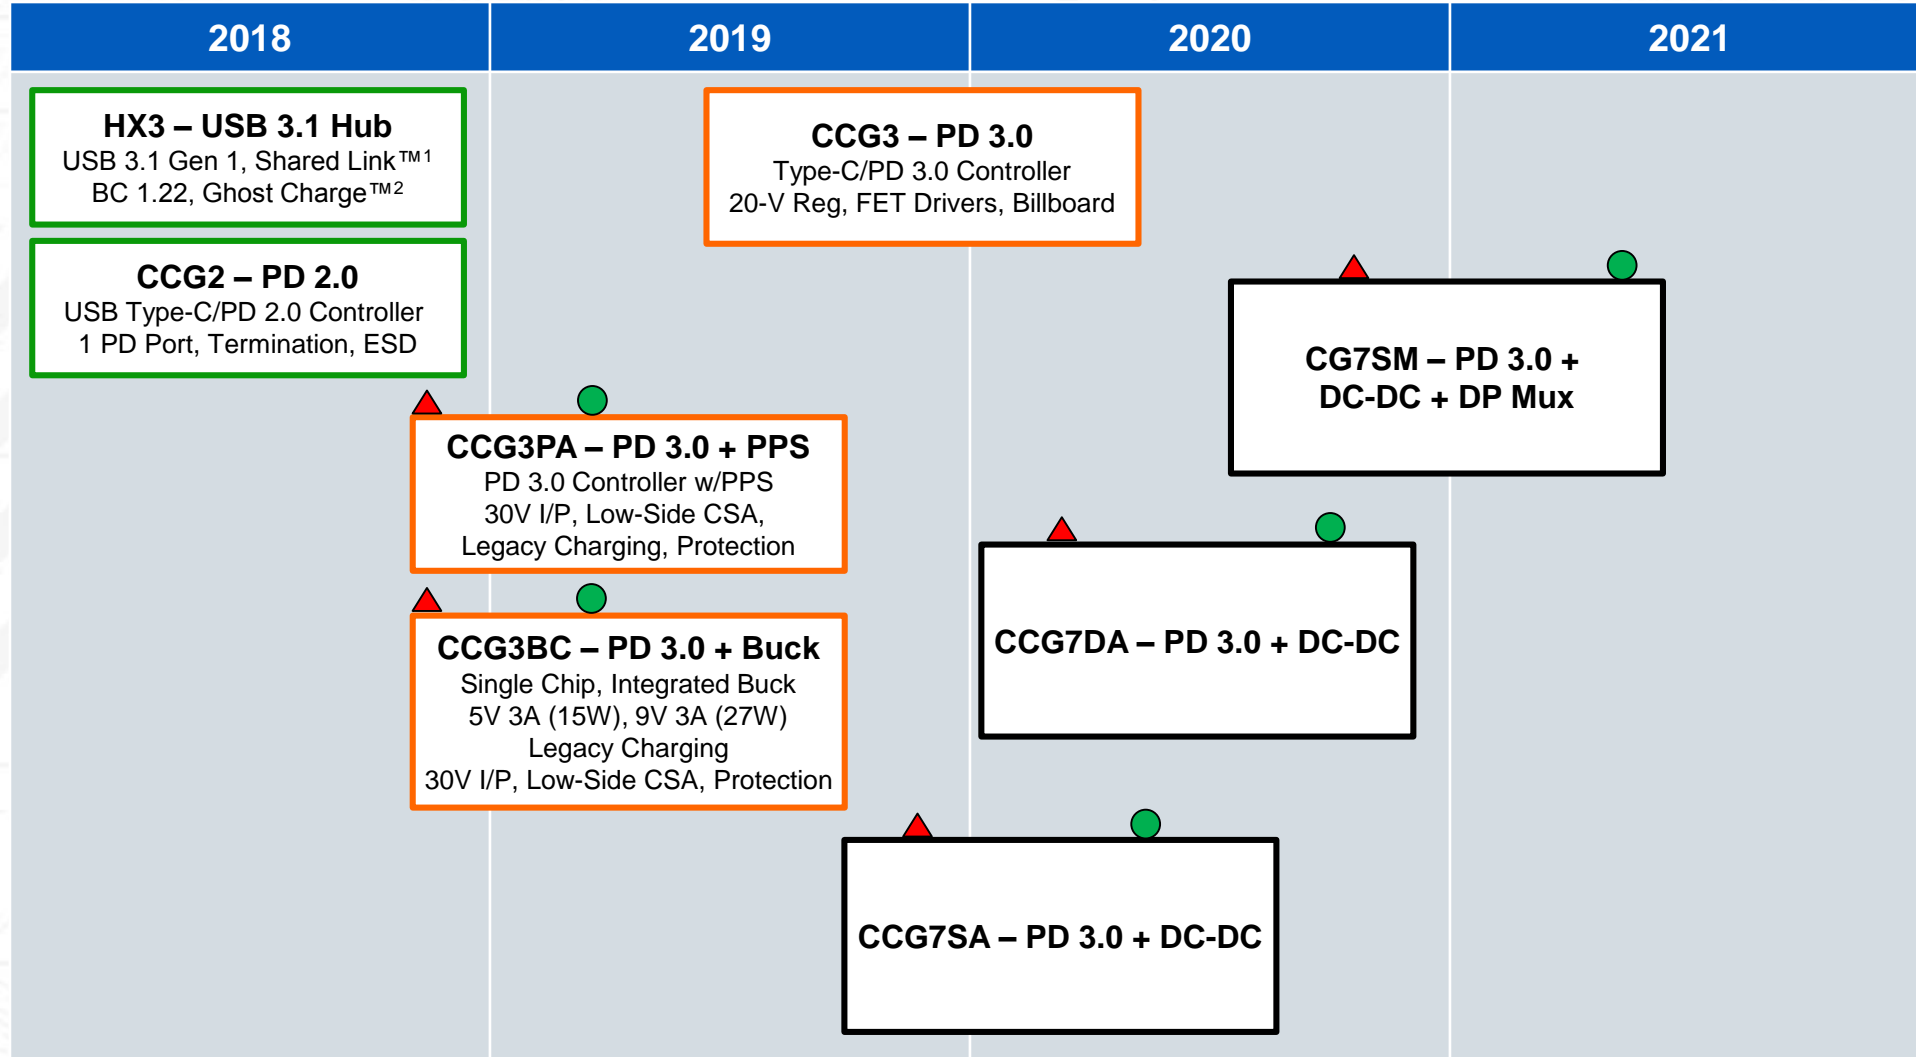 2018
2019
2020
2021
HX3 – USB 3.1 Hub
USB 3.1 Gen 1, Shared Link™1
BC 1.22, Ghost Charge™2
CCG2 – PD 2.0
USB Type-C/PD 2.0 Controller
1 PD Port, Termination, ESD
CCG3 – PD 3.0
Type-C/PD 3.0 Controller
20-V Reg, FET Drivers, Billboard
CG7SM – PD 3.0 +
DC-DC + DP Mux
CCG3PA – PD 3.0 + PPS
PD 3.0 Controller w/PPS
30V I/P, Low-Side CSA,
Legacy Charging, Protection
CCG3BC – PD 3.0 + Buck
Single Chip, Integrated Buck
5V 3A (15W), 9V 3A (27W)
Legacy Charging
30V I/P, Low-Side CSA, Protection
CCG7DA – PD 3.0 + DC-DC
CCG7SA – PD 3.0 + DC-DC